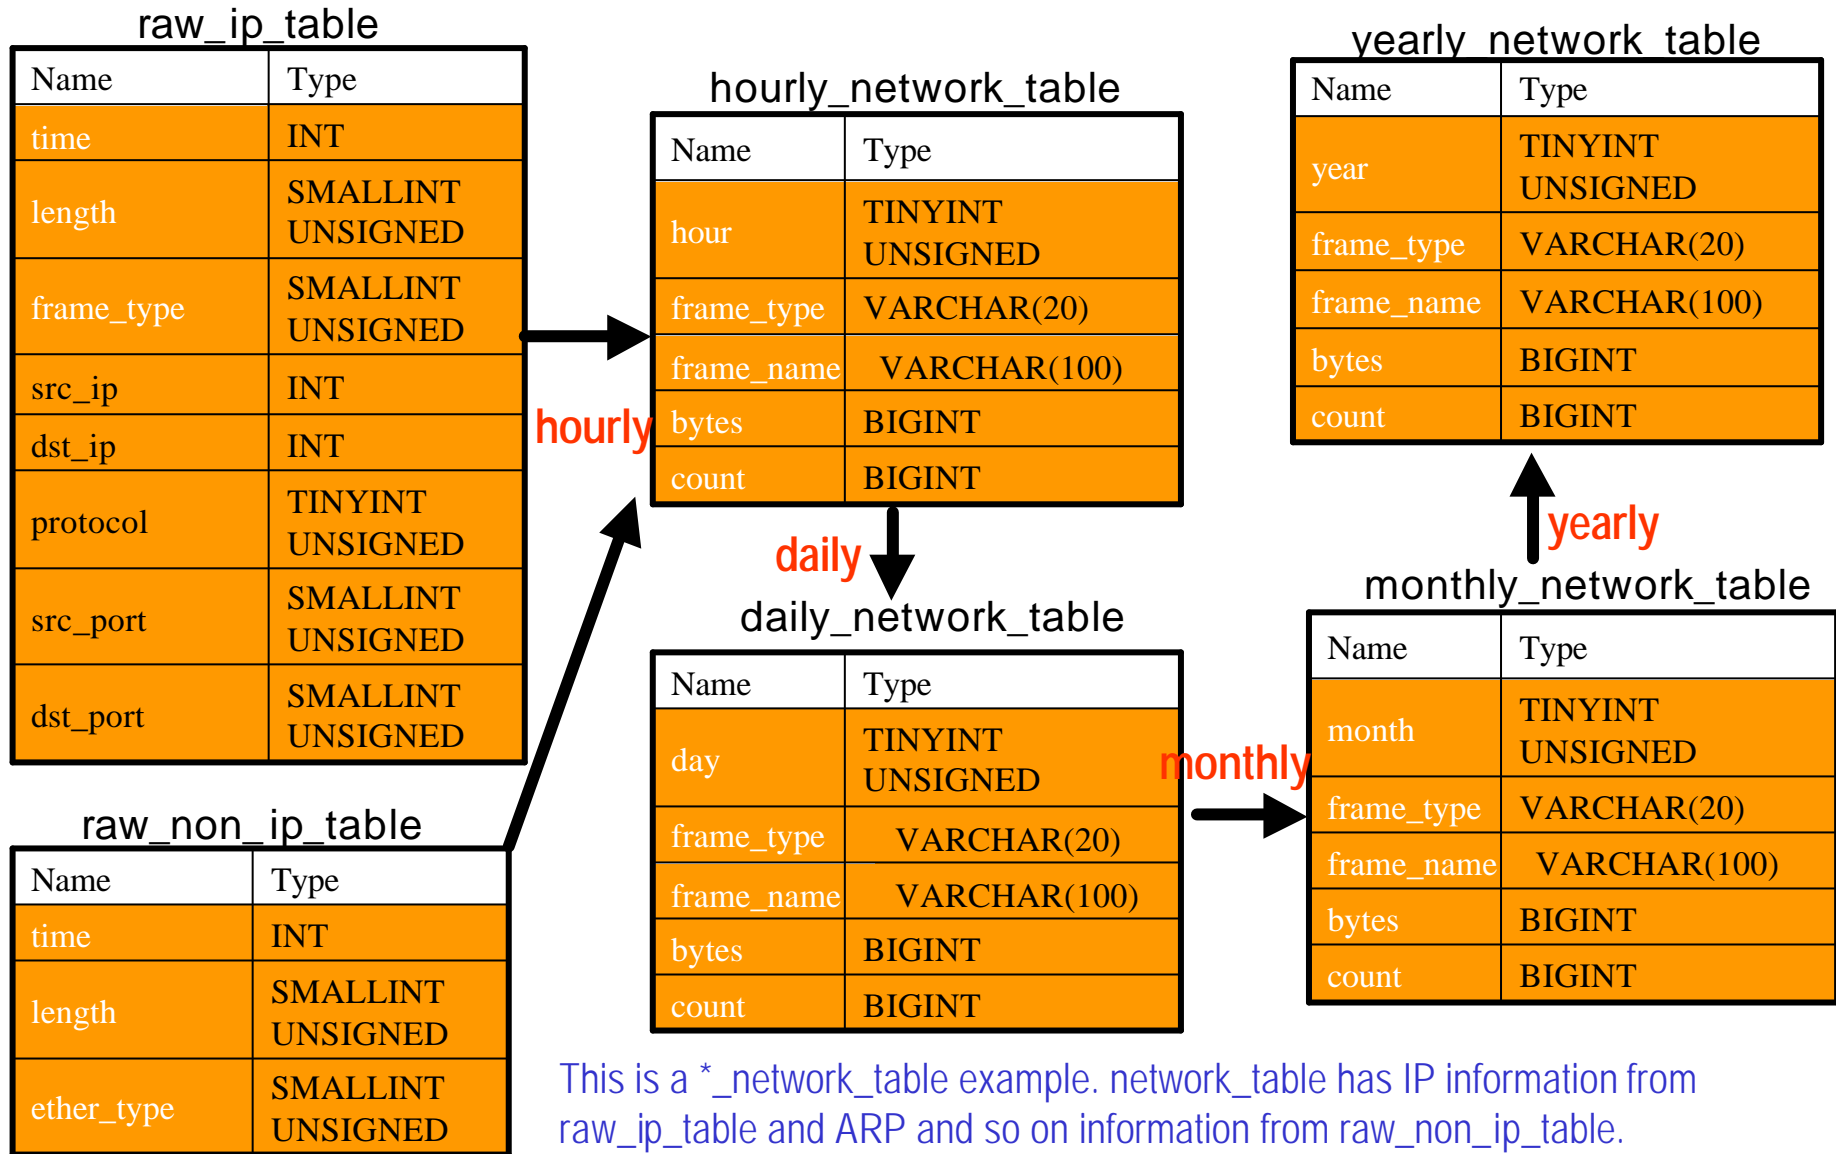 raw_ip_table
Name Type
time INT
length SMALLINT
UNSIGNED
frame_type SMALLINT
UNSIGNED
src_ip INT
dst_ip INT
protocol TINYINT
UNSIGNED
src_port SMALLINT
UNSIGNED
dst_port SMALLINT
UNSIGNED
raw_non_ip_table
Name Type
time INT
length SMALLINT
UNSIGNED
ether_type SMALLINT
UNSIGNED
hourly
hourly_network_table
Name Type
hour TINYINT
UNSIGNED
frame_type VARCHAR(20)
frame_name VARCHAR(100)
bytes BIGINT
count BIGINT
daily
daily_network_table
Name Type
day TINYINT
UNSIGNED
frame_type VARCHAR(20)
frame_name VARCHAR(100)
bytes BIGINT
count BIGINT
monthly
yearly_network_table
Name Type
year TINYINT
UNSIGNED
frame_type VARCHAR(20)
frame_name VARCHAR(100)
bytes BIGINT
count BIGINT
yearly
monthly_network_table
Name Type
month TINYINT
UNSIGNED
frame_type VARCHAR(20)
frame_name VARCHAR(100)
bytes BIGINT
count BIGINT
This is a *_network_table example. network_table has IP information from
raw_ip_table and ARP and so on information from raw_non_ip_table.